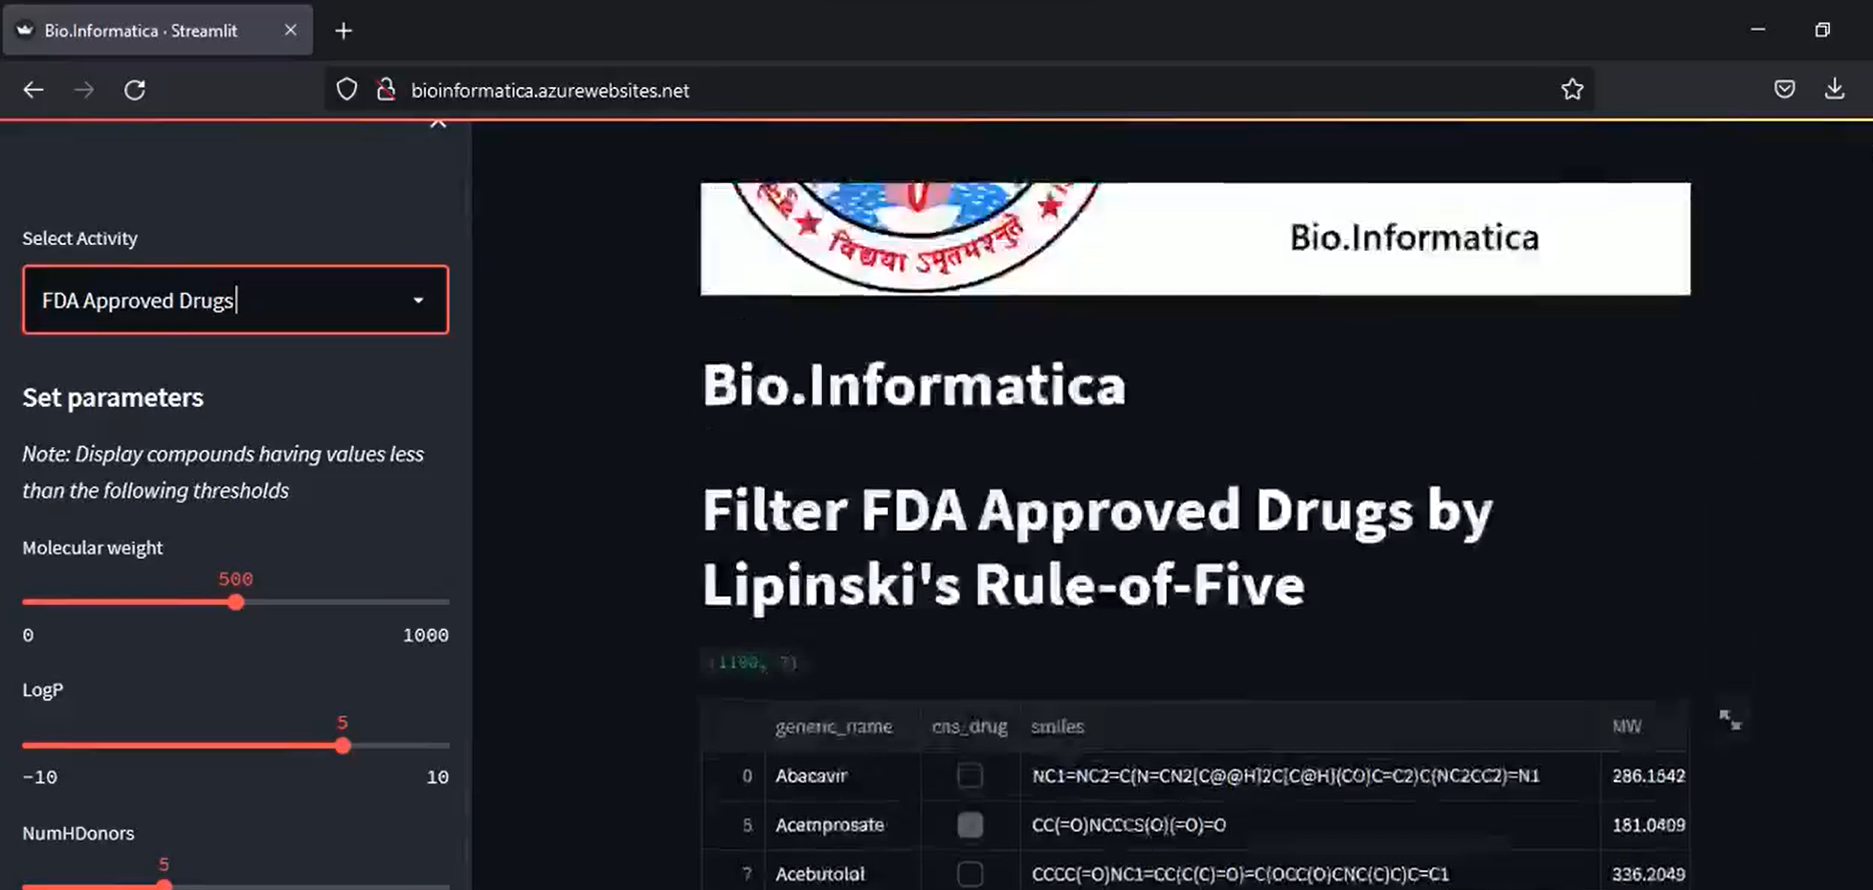 Bio.Informatica · Streamlit
bioinformatica.azurewebsites.net
Select Activity
FDA Approved Drugs
Set parameters
Note: Display compounds having values less
than the following thresholds
Molecular weight
500
0 1000
LogP
5
-10 10
NumHDonors
5
विद्यया ऽमृतमश्नुते
Bio.Informatica
Bio.Informatica
Filter FDA Approved Drugs by
Lipinski's Rule-of-Five
(1100, 7)
generic_name cns_drug smiles MW
0 Abacavir NC1=NC2=C(N=CN2[C@@H]2C[C@H](CO)C=C2)C(NC2CC2)=N1 286.1542
5 Acamprosate CC(=O)NCCCS(O)(=O)=O 181.0409
7 Acebutolol CCCC(=O)NC1=CC(C(C)=O)=C(OCC(O)CNC(C)C)C=C1 336.2049